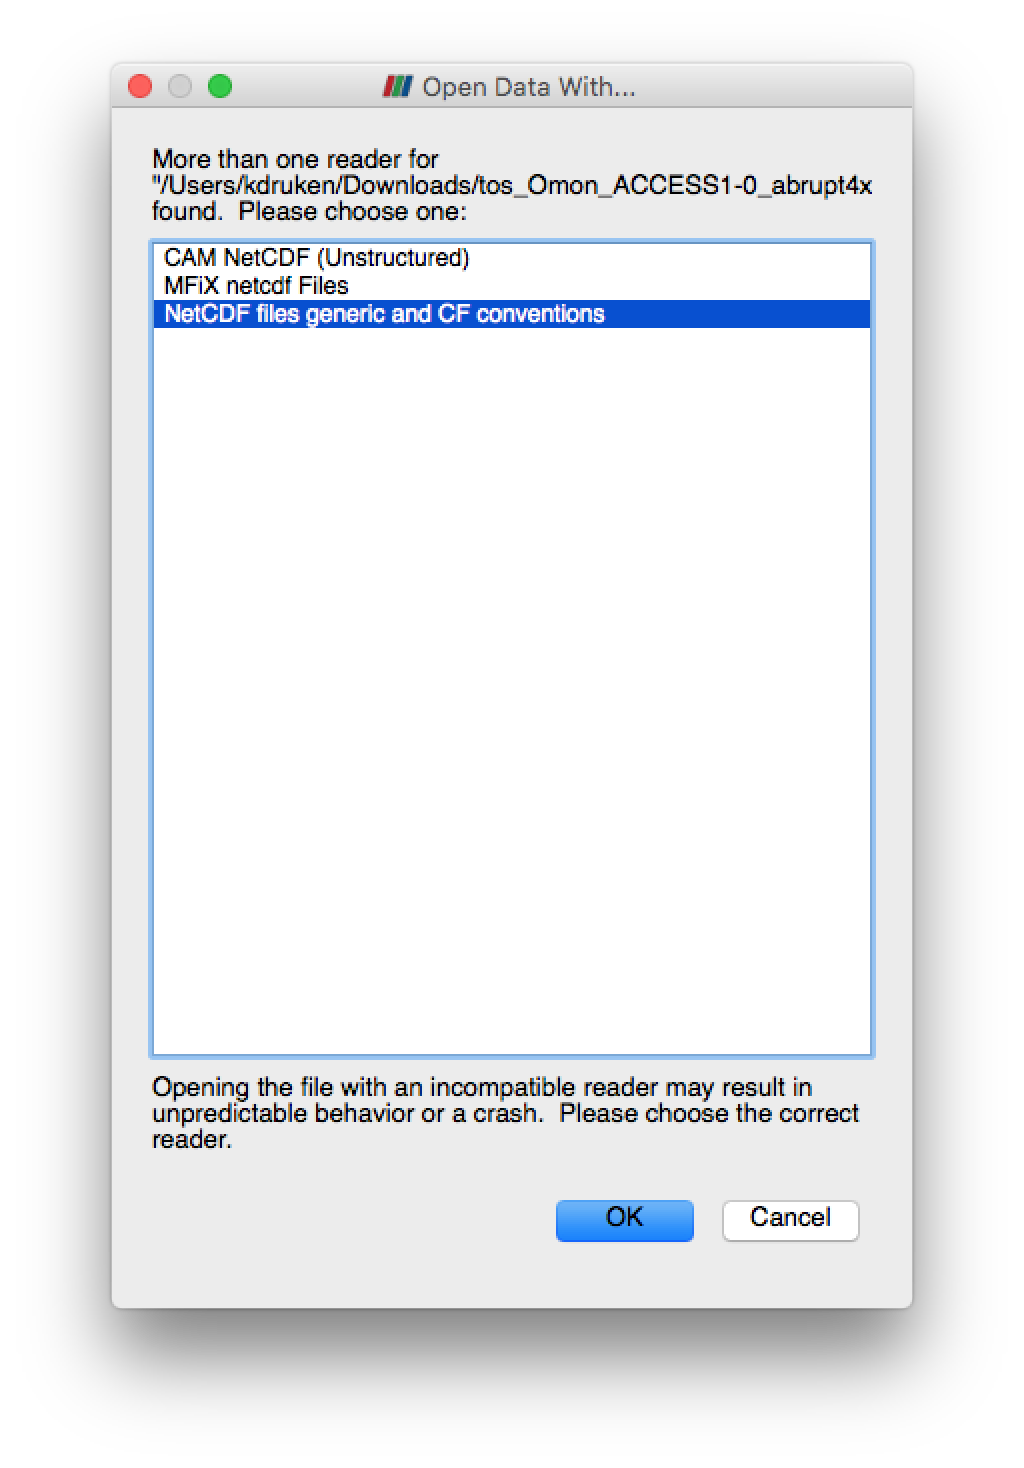 Open Data With...
More than one reader for
"/Users/kdruken/Downloads/tos_Omon_ACCESS1-0_abrupt4x
found.  Please choose one:
CAM NetCDF (Unstructured)
MFiX netcdf Files
NetCDF files generic and CF conventions
Opening the file with an incompatible reader may result in
unpredictable behavior or a crash.  Please choose the correct
reader.
OK
Cancel